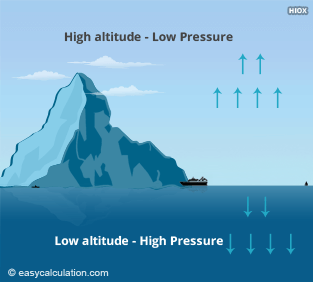 HIOX
High altitude - Low Pressure
Low altitude - High Pressure
© easycalculation.com